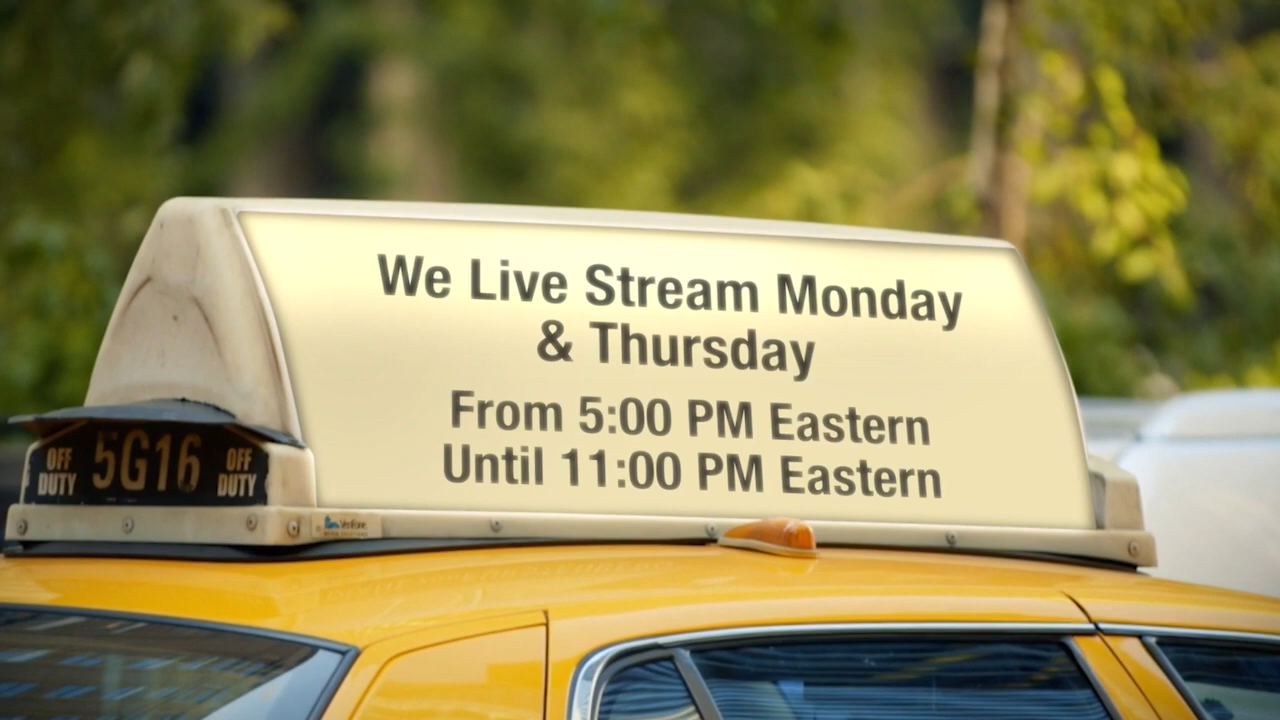 We Live Stream Monday
& Thursday
From 5:00 PM Eastern
Until 11:00 PM Eastern
OFF
DUTY
5G16
OFF
DUTY
VeriFone